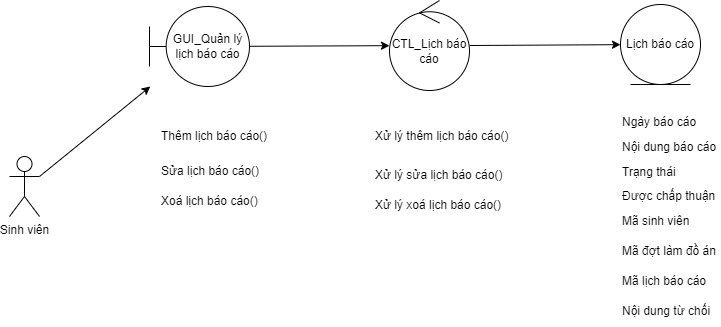 GUI_Quản lý
lịch báo cáo
CTL_Lịch báo
cáo
Lịch báo cáo
Sinh viên
Thêm lịch báo cáo()
Sửa lịch báo cáo()
Xoá lịch báo cáo()
Xử lý thêm lịch báo cáo()
Xử lý sửa lịch báo cáo()
Xử lý xoá lịch báo cáo()
Ngày báo cáo
Nội dung báo cáo
Trạng thái
Được chấp thuận
Mã sinh viên
Mã đợt làm đồ án
Mã lịch báo cáo
Nội dung từ chối